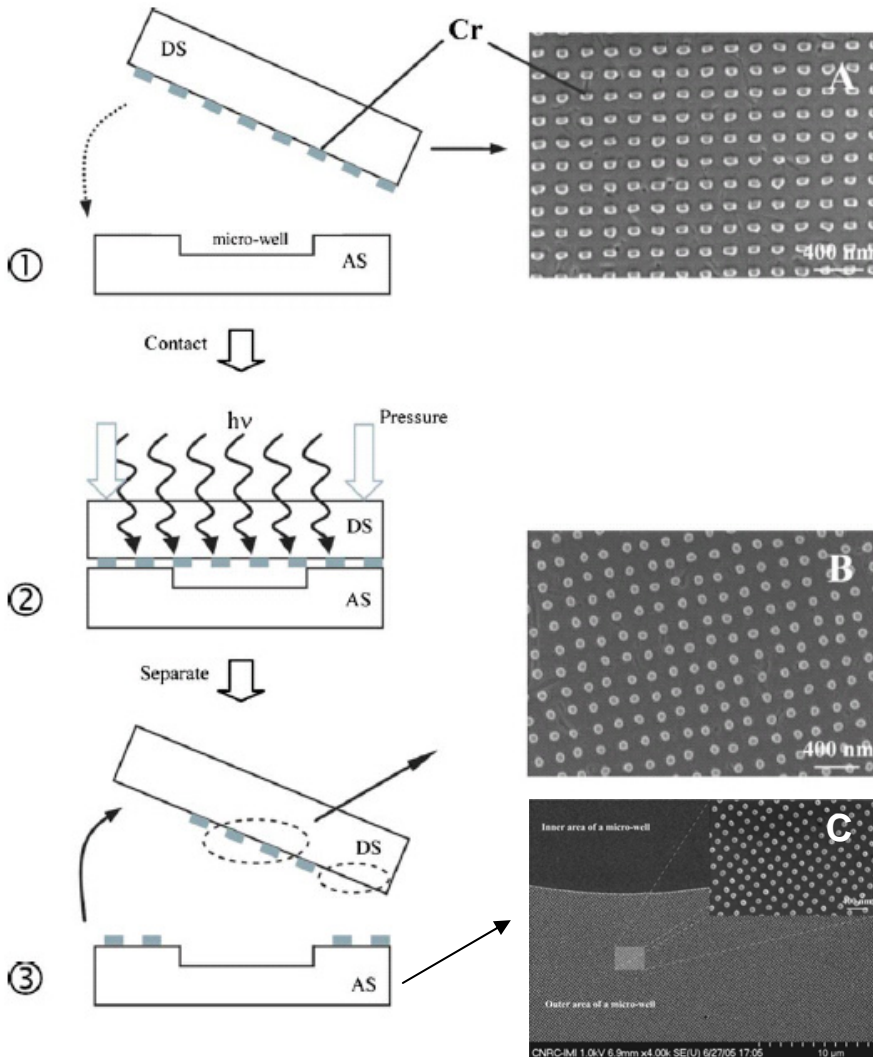 DS
Cr
A
400 nm
micro-well
AS
①
Contact
hν
Pressure
DS
AS
②
B
400 nm
Separate
DS
Inner area of a micro-well
C
400 nm
Outer area of a micro-well
AS
③
CNRC-IMI 1.0kV 6.9mm x4.00k SE(U) 6/27/05 17:05
10 µm